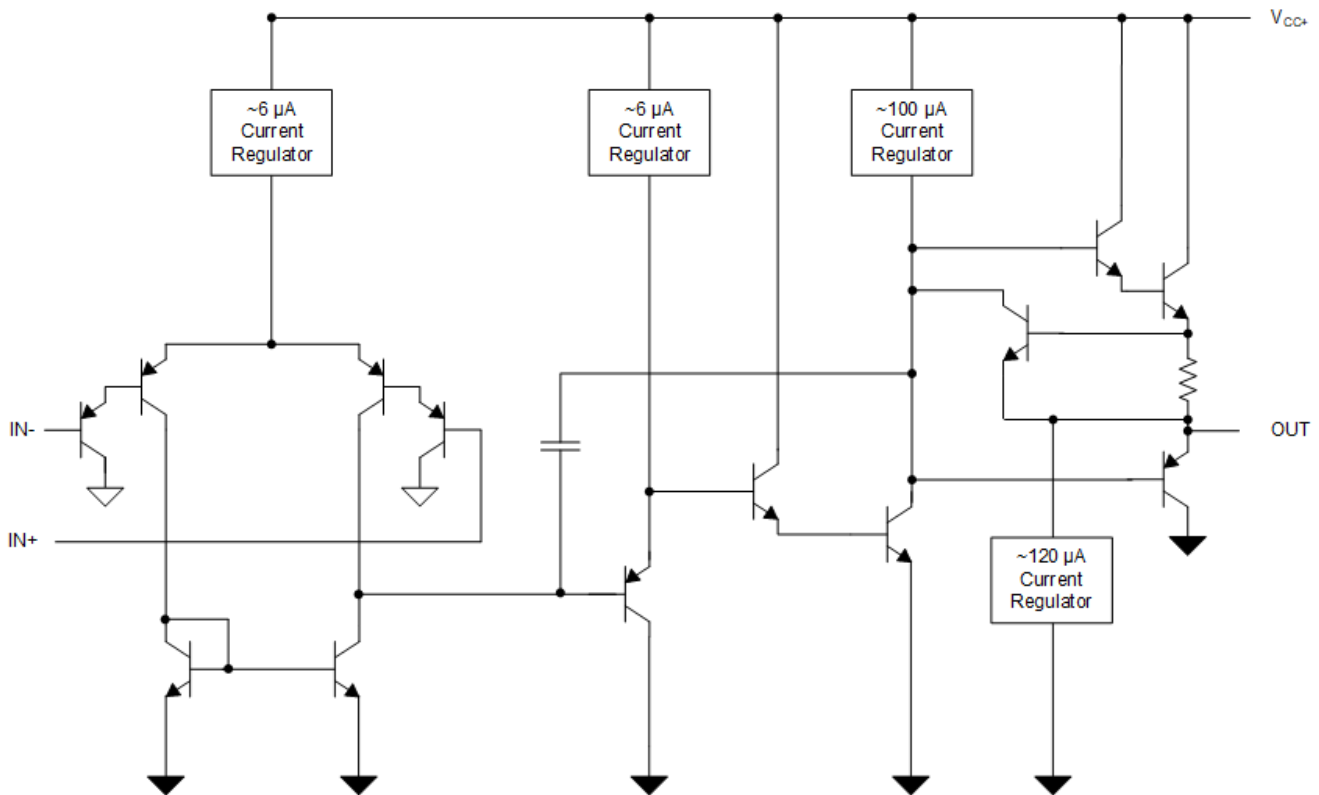 V CC+
~6 µA
Current
Regulator
~6 µA
Current
Regulator
~100 µA
Current
Regulator
IN-
OUT
IN+
~120 µA
Current
Regulator